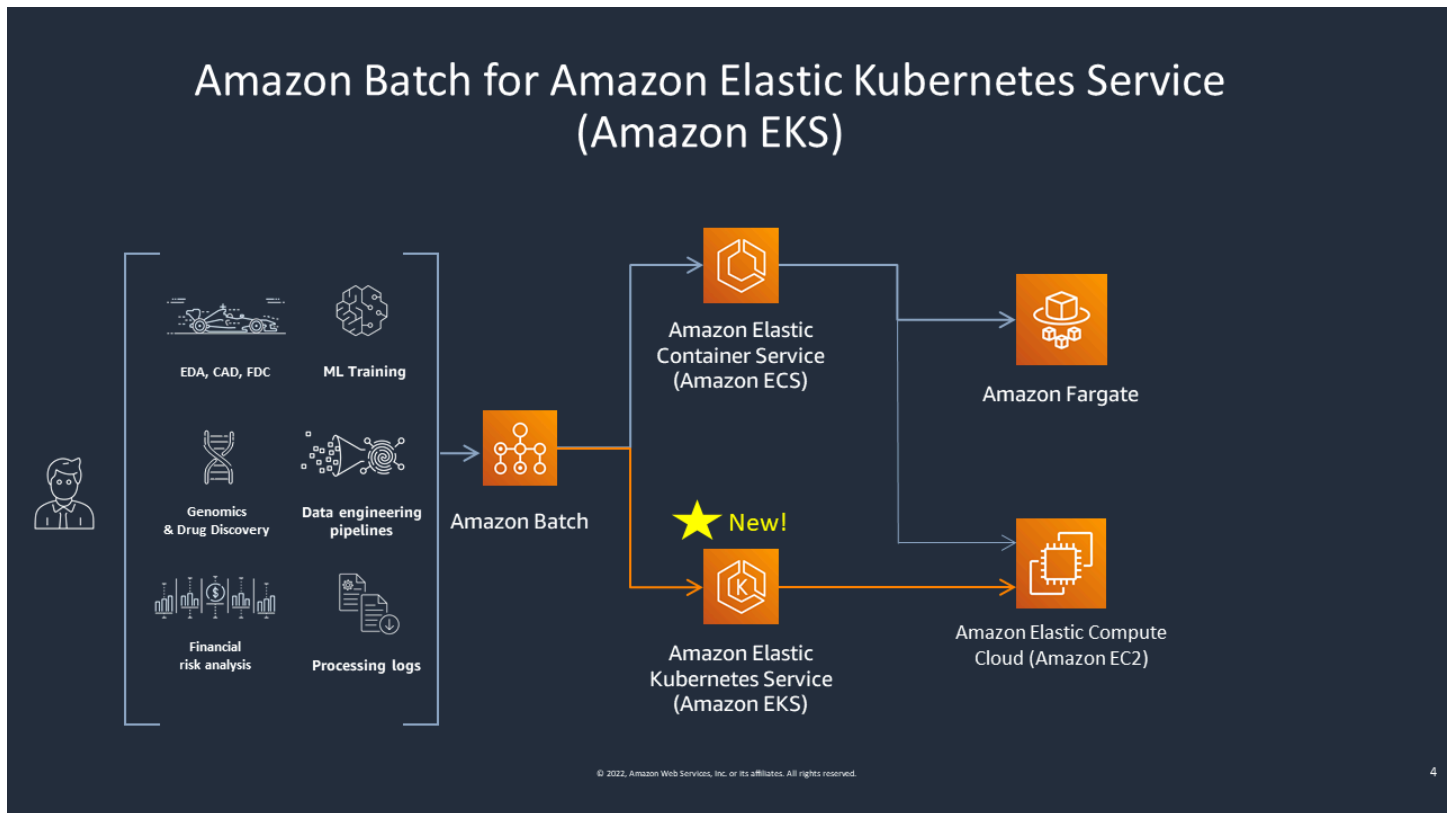 Amazon Batch for Amazon Elastic Kubernetes Service
(Amazon EKS)
EDA, CAD, FDC
ML Training
Genomics
& Drug Discovery
Data engineering
pipelines
Financial
risk analysis
Processing logs
Amazon Batch
Amazon Elastic
Container Service
(Amazon ECS)
New!
K
Amazon Elastic
Kubernetes Service
(Amazon EKS)
Amazon Fargate
Amazon Elastic Compute
Cloud (Amazon EC2)
© 2022, Amazon Web Services, Inc. or its affiliates. All rights reserved.
4